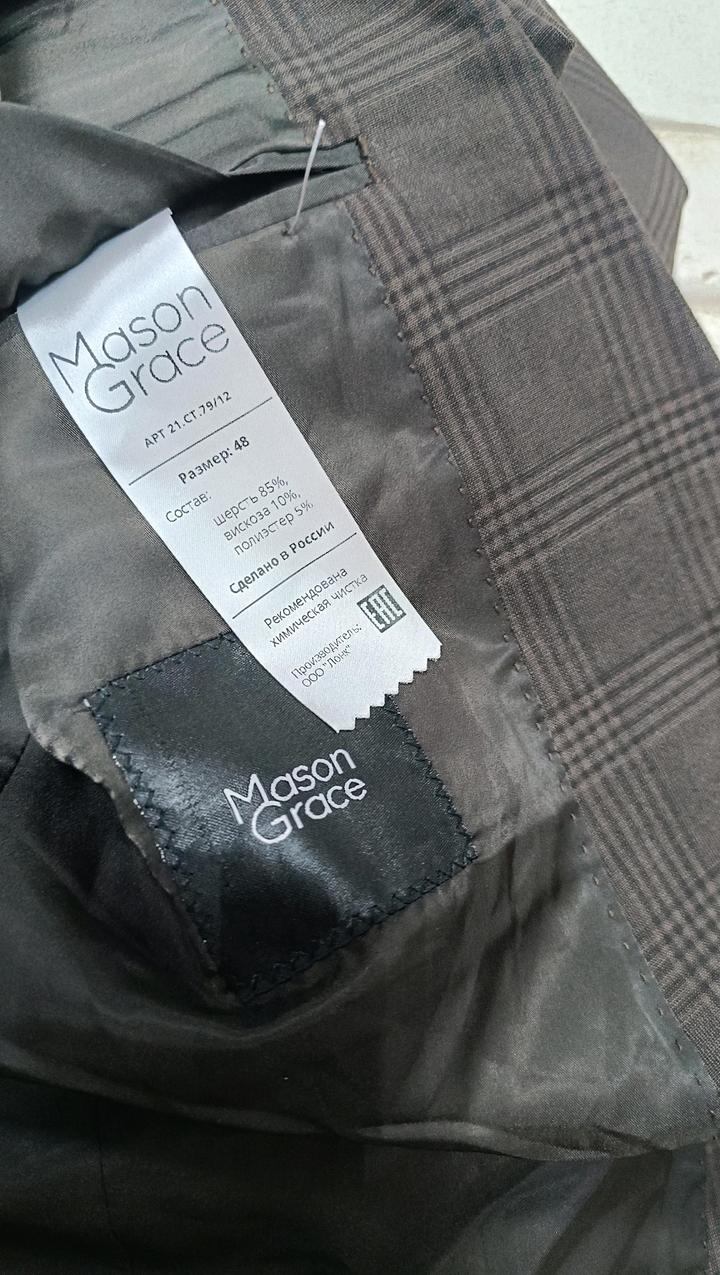 Mason
Grace
АРТ 21.СТ.79/12
Размер: 48
Состав:
шерсть 85%,
вискоза 10%,
полиэстер 5%
Сделано в России
Рекомендована
химическая чистка
EAC
Производитель:
ООО "Лонк"
Mason
Grace